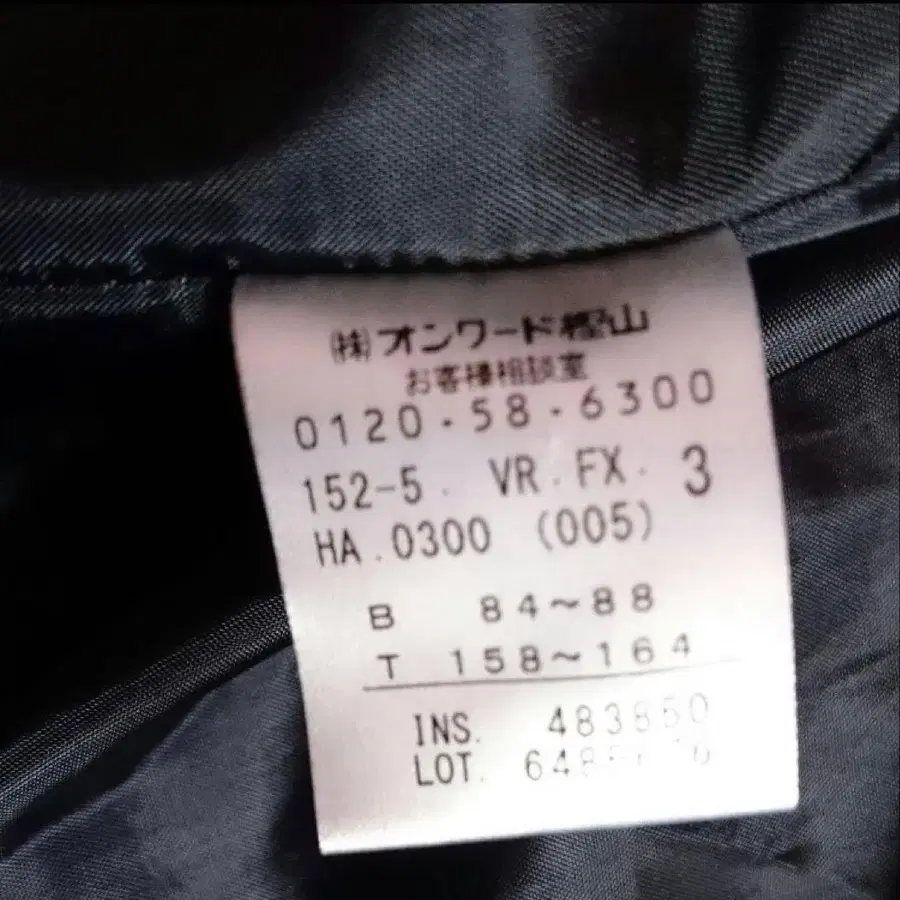 ㈱オンワード樫山
お客様相談室
0120・58・6300
152-5. VR.FX. 3
HA.0300 (005)
B 84～88
T 158～164
INS. 483850
LOT.